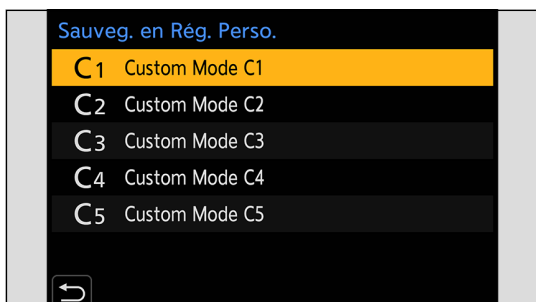 Sauveg. en Rég. Perso.
C1 Custom Mode C1
C2 Custom Mode C2
C3 Custom Mode C3
C4 Custom Mode C4
C5 Custom Mode C5